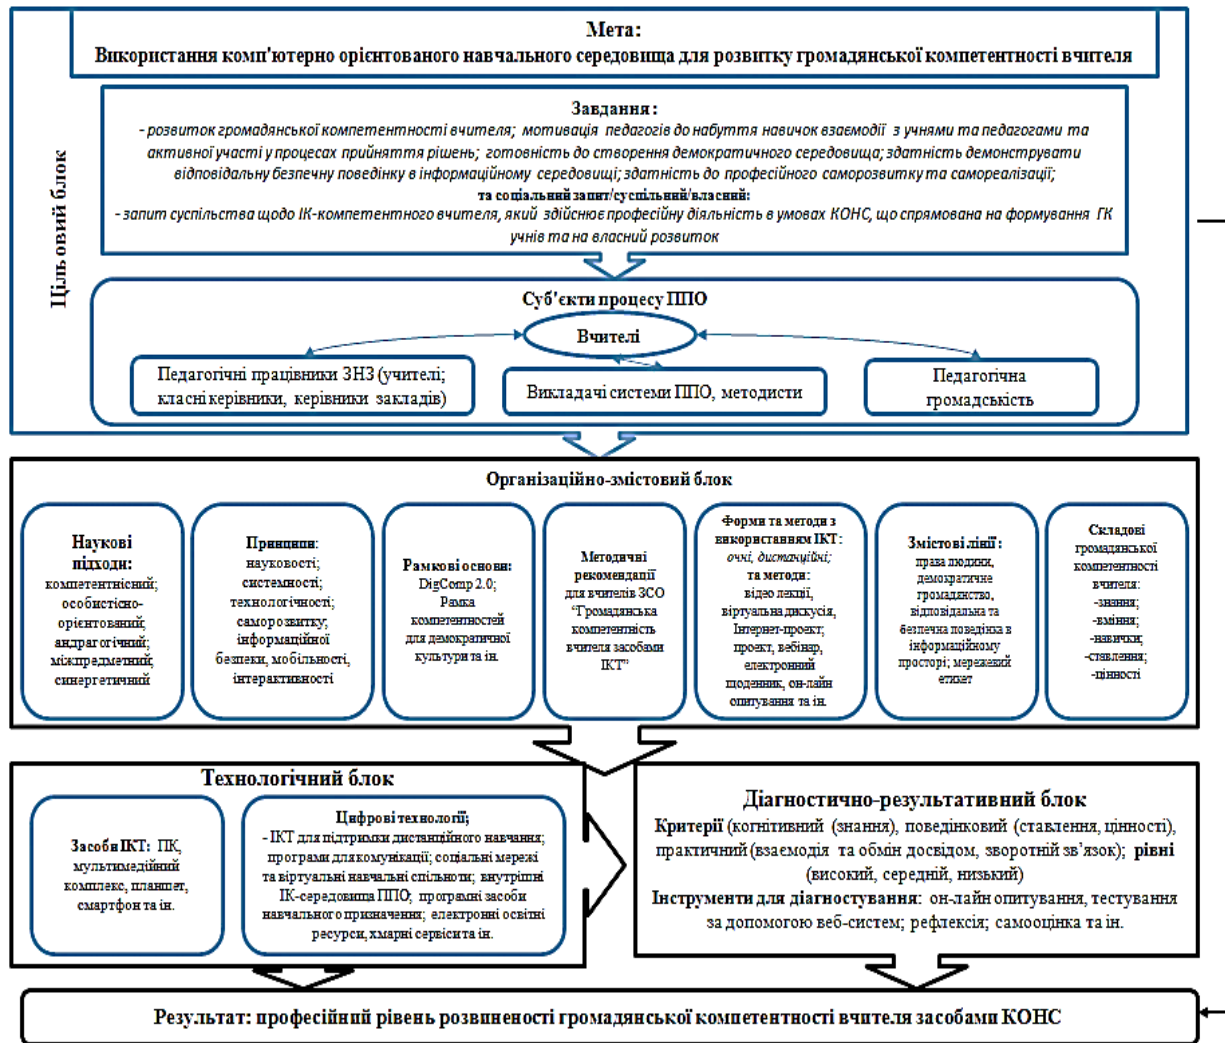 Мета:
Використання комп'ютерно орієнтованого навчального середовища для розвитку громадянської компетентності вчителя
Цільовий блок
Завдання :
- розвиток громадянської компетентності вчителя; мотивація педагогів до набуття навичок взаємодії з учнями та педагогами та
активної участі у процесах прийняття рішень; готовність до створення демократичного середовища; здатність демонструвати
відповідальну безпечну поведінку в інформаційному середовищі; здатність до професійного саморозвитку та самореалізації;
та соціальний запит/суспільний/власний:
- запит суспільства щодо ІК-компетентного вчителя, який здійснює професійну діяльність в умовах КОНС, що спрямована на формування ГК
учнів та на власний розвиток
Суб'єкти процесу ППО
Вчителі
Педагогічні працівники ЗНЗ (учителі;
класні керівники, керівники закладів)
Викладачі системи ППО, методисти
Педагогічна
громадськість
Організаційно-змістовий блок
Наукові
підходи:
компетентнісний;
особистісно-
орієнтований;
андрагогічний;
міжпредметний;
синергетичний
Принципи:
науковості;
системності;
технологічності;
саморозвитку;
інформаційної
безпеки, мобільності,
інтерактивності
Рамкові основи:
DigComp 2.0;
Рамка
компетентностей
для демократичної
культури та ін.
Методичні
рекомендації
для вчителів ЗСО
“Громадянська
компетентність
вчителя засобами
ІКТ”
Форми та методи з
використанням ІКТ:
очні, дистанційні;
та методи:
відео лекції,
віртуальна дискусія,
Інтернет-проект;
проект, вебінар,
електронний
щоденник, он-лайн
опитування та ін.
Змістові лінії:
права людини,
демократичне
громадянство,
відповідальна та
безпечна поведінка в
інформаційному
просторі; мережевий
етикет
Складові
громадянської
компетентності
вчителя:
-знання;
-вміння;
-навички;
-ставлення;
-цінності
Технологічний блок
Засоби ІКТ: ПК,
мультимедійний
комплекс, планшет,
смартфон та ін.
Цифрові технології;
- ІКТ для підтримки дистанційного навчання;
програми для комунікації; соціальні мережі
та віртуальні навчальні спільноти; внутрішні
ІК-середовища ППО; програмні засоби
навчального призначення; електронні освітні
ресурси, хмарні сервіси та ін.
Діагностично-результативний блок
Критерії (когнітивний (знання), поведінковий (ставлення, цінності),
практичний (взаємодія та обмін досвідом, зворотній зв’язок); рівні
(високий, середній, низький)
Інструменти для діагностування: он-лайн опитування, тестування
за допомогою веб-систем; рефлексія; самооцінка та ін.
Результат: професійний рівень розвиненості громадянської компетентності вчителя засобами КОНС